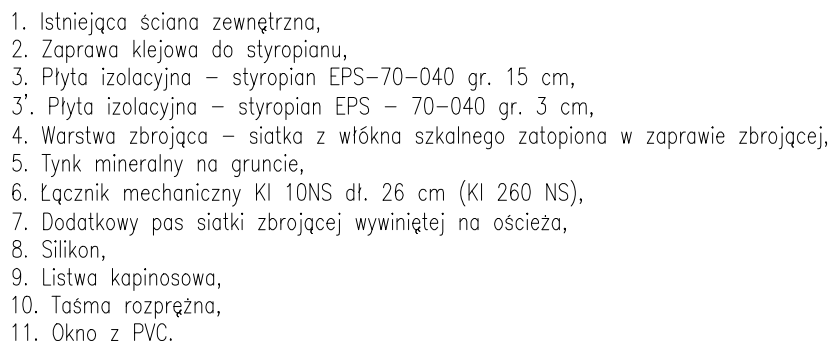 1. Istniejąca ściana zewnętrzna,
2. Zaprawa klejowa do styropianu,
3. Płyta izolacyjna – styropian EPS–70–040 gr. 15 cm,
3'. Płyta izolacyjna – styropian EPS – 70–040 gr. 3 cm,
4. Warstwa zbrojąca – siatka z włókna szkalnego zatopiona w zaprawie zbrojącej,
5. Tynk mineralny na gruncie,
6. Łącznik mechaniczny KI 10NS dł. 26 cm (KI 260 NS),
7. Dodatkowy pas siatki zbrojącej wywiniętej na ościeża,
8. Silikon,
9. Listwa kapinosowa,
10. Taśma rozprężna,
11. Okno z PVC.